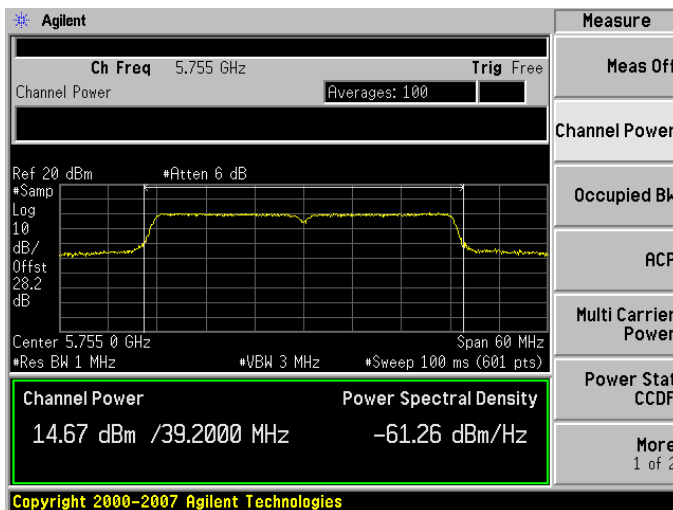 Agilent
Measure
Ch Freq 5.755 GHz Trig Free
Meas Off
Channel Power Averages: 100
Channel Power
Ref 20 dBm #Atten 6 dB
#Samp
Log
10
dB/
Offst
28.2
dB
Occupied BW
ACP
Multi Carrier
Power
Center 5.755 0 GHz Span 60 MHz
#Res BW 1 MHz #VBW 3 MHz #Sweep 100 ms (601 pts)
Power Stat
CCDF
Channel Power Power Spectral Density
14.67 dBm /39.2000 MHz -61.26 dBm/Hz
More
1 of 2
Copyright 2000-2007 Agilent Technologies